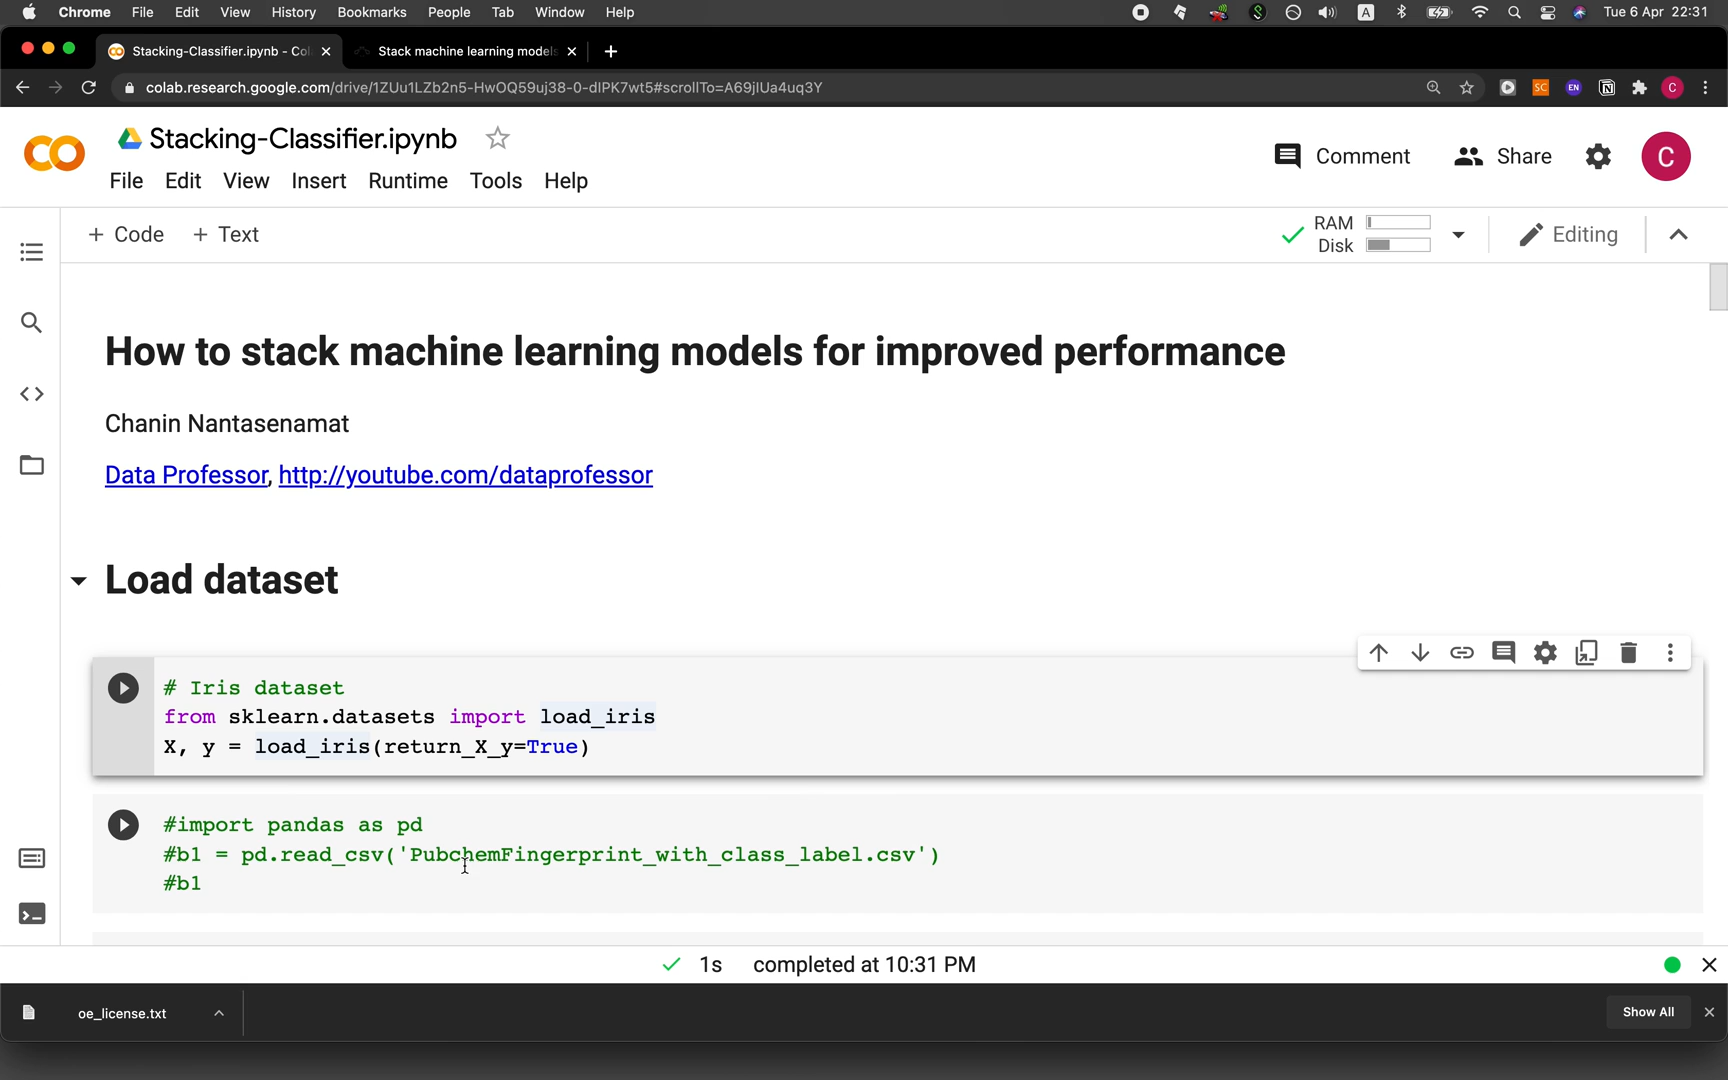 Chrome File Edit View History Bookmarks People Tab Window Help
A Tue 6 Apr 22:31
Stacking-Classifier.ipynb - Col
Stack machine learning models
colab.research.google.com/drive/1ZUu1LZb2n5-HwOQ59uj38-0-dIPK7wt5#scrollTo=A69jIUa4uq3Y
SC EN C
Stacking-Classifier.ipynb
Comment Share C
File Edit View Insert Runtime Tools Help
+ Code + Text
RAM
Disk
Editing
How to stack machine learning models for improved performance
Chanin Nantasenamat
Data Professor, http://youtube.com/dataprofessor
Load dataset
# Iris dataset
from sklearn.datasets import load_iris
X, y = load_iris(return_X_y=True)
#import pandas as pd
#b1 = pd.read_csv('PubchemFingerprint_with_class_label.csv')
#b1
1s completed at 10:31 PM
oe_license.txt
Show All